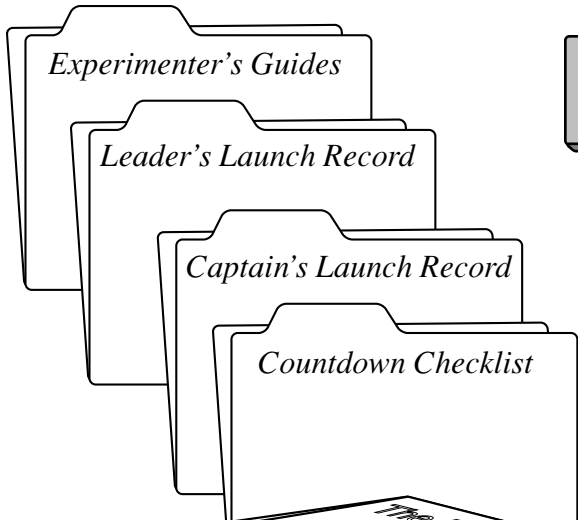 Experimenter's Guides
Leader's Launch Record
Captain's Launch Record
Countdown Checklist